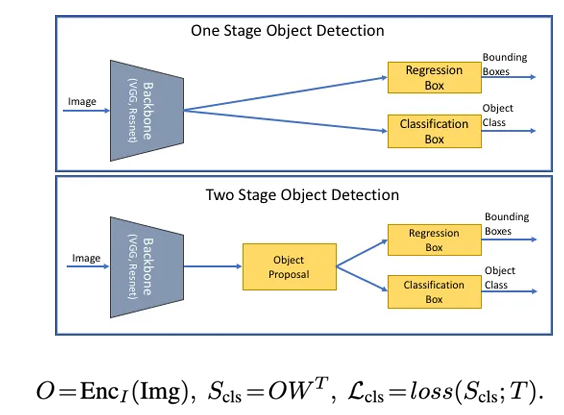 One Stage Object Detection
Image
Backbone
(VGG, Resnet)
Regression
Box
Bounding
Boxes
Classification
Box
Object
Class
Two Stage Object Detection
Image
Backbone
(VGG, Resnet)
Object
Proposal
Regression
Box
Bounding
Boxes
Classification
Box
Object
Class
O=Enc_I(Img), S_cls=OW^T, ℒ_cls=loss(S_cls;T).